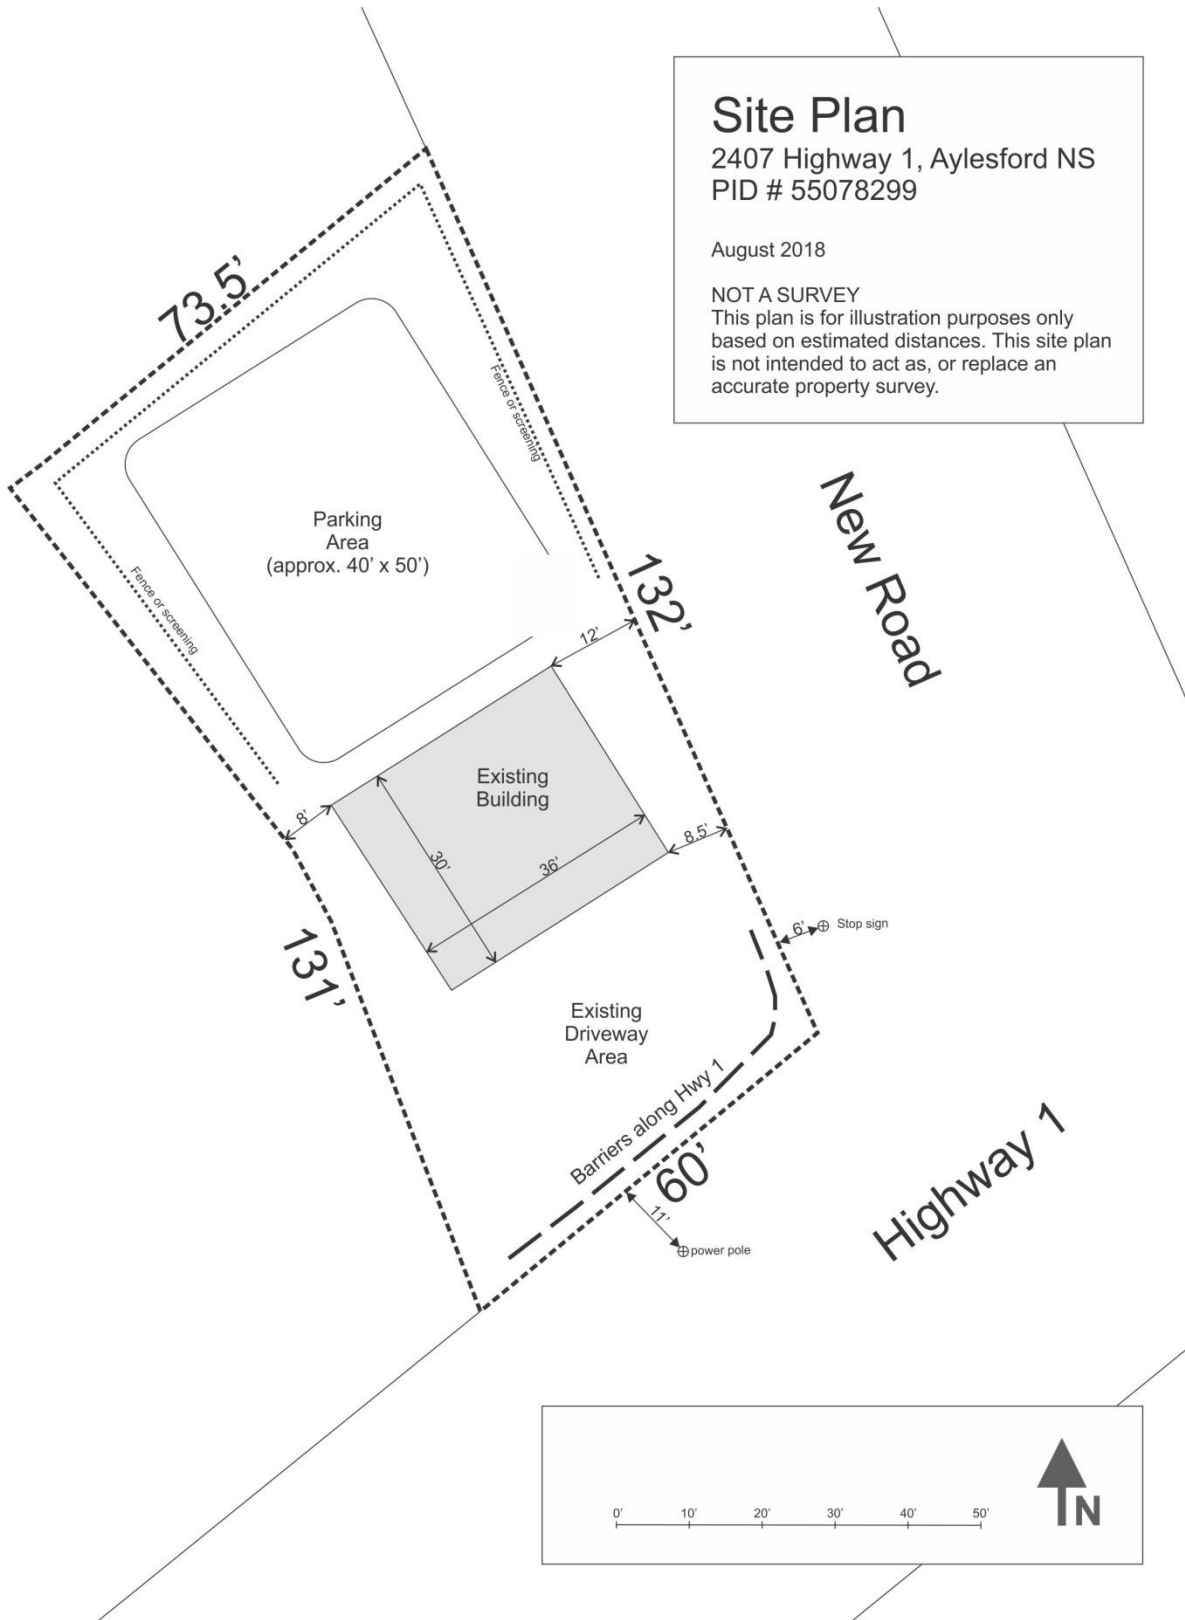 Site Plan
2407 Highway 1, Aylesford NS
PID # 55078299
August 2018
NOT A SURVEY
This plan is for illustration purposes only
based on estimated distances. This site plan
is not intended to act as, or replace an
accurate property survey.
73.5’
Fence or screening
Parking
Area
(approx. 40’ x 50’)
New Road
Fence or screening
132’
12’
Existing
Building
8’
30’
36’
8.5’
6’
Stop sign
131’
Existing
Driveway
Area
Barriers along Hwy 1
60’
11’
power pole
Highway 1
0’ 10’ 20’ 30’ 40’ 50’
N